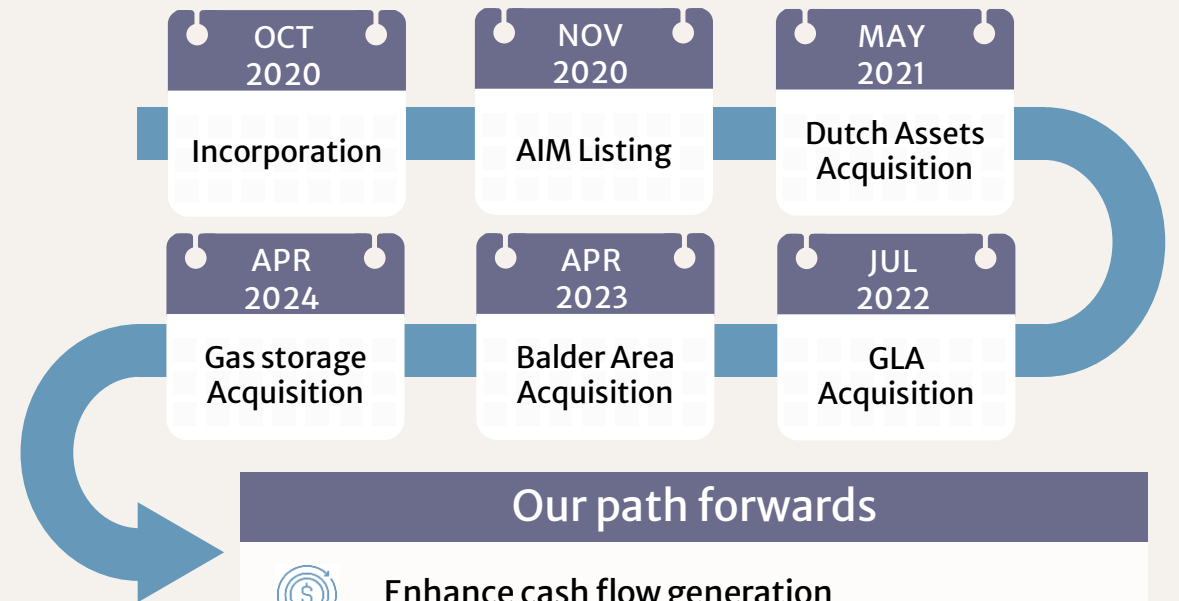 OCT
2020
Incorporation
NOV
2020
AIM Listing
MAY
2021
Dutch Assets
Acquisition
JUL
2022
GLA
Acquisition
APR
2023
Balder Area
Acquisition
APR
2024
Gas storage
Acquisition
Our path forwards
$
Enhance cash flow generation